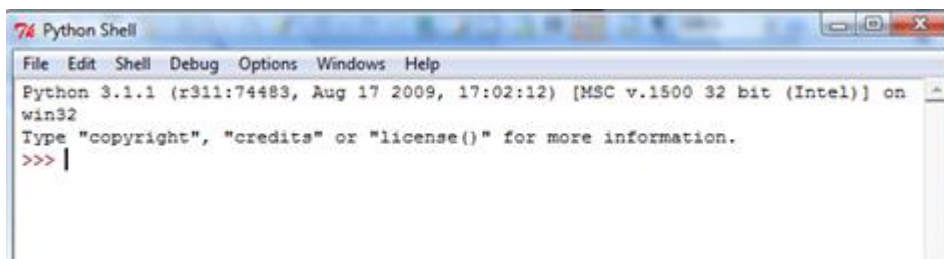 Python Shell
File Edit Shell Debug Options Windows Help
Python 3.1.1 (r311:74483, Aug 17 2009, 17:02:12) [MSC v.1500 32 bit (Intel)] on
win32
Type "copyright", "credits" or "license()" for more information.
>>>